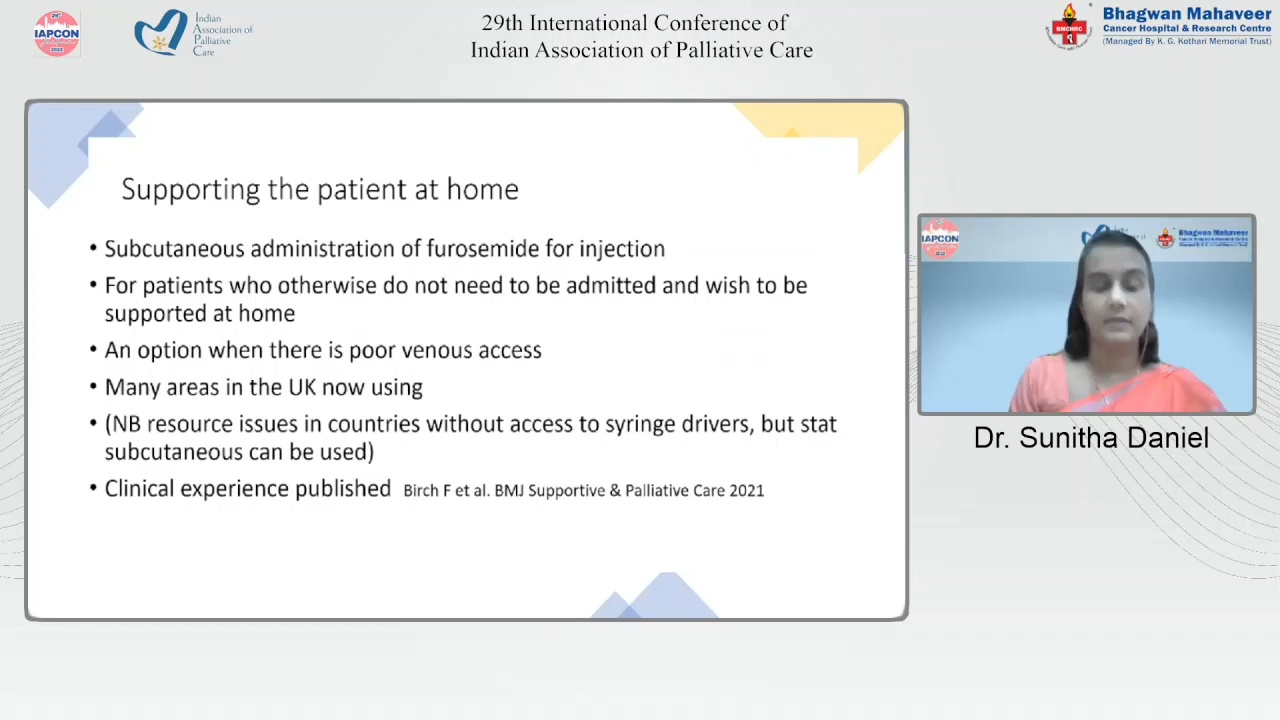 IAPCON
2022
Indian
Association of
Palliative
Care
29th International Conference of
Indian Association of Palliative Care
BMCHRC
Bhagwan Mahaveer
Cancer Hospital & Research Centre
(Managed By K. G. Kothari Memorial Trust)
Supporting the patient at home
• Subcutaneous administration of furosemide for injection
• For patients who otherwise do not need to be admitted and wish to be
supported at home
• An option when there is poor venous access
• Many areas in the UK now using
• (NB resource issues in countries without access to syringe drivers, but stat
subcutaneous can be used)
• Clinical experience published Birch F et al. BMJ Supportive & Palliative Care 2021
IAPCON
Bhagwan Mahaveer
Dr. Sunitha Daniel